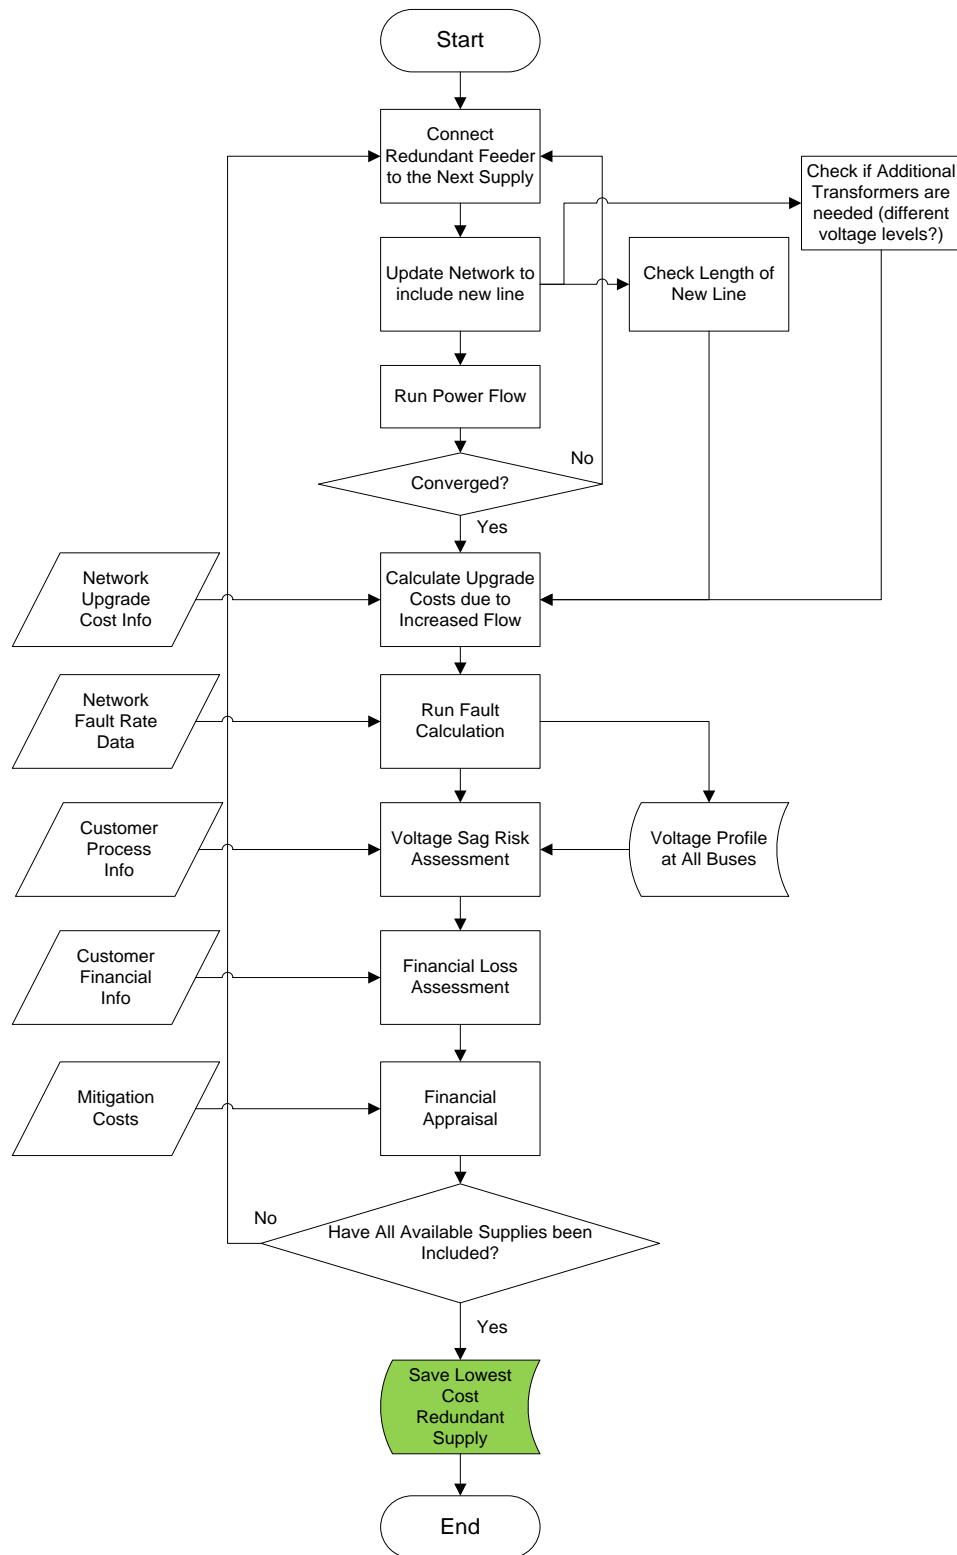 Start
Connect
Redundant Feeder
to the Next Supply
Check if Additional
Transformers are
needed (different
voltage levels?)
Update Network to
include new line
Check Length of
New Line
Run Power Flow
No
Converged?
Yes
Network
Upgrade
Cost Info
Calculate Upgrade
Costs due to
Increased Flow
Network
Fault Rate
Data
Run Fault
Calculation
Customer
Process
Info
Voltage Sag Risk
Assessment
Voltage Profile
at All Buses
Customer
Financial
Info
Financial Loss
Assessment
Mitigation
Costs
Financial
Appraisal
No
Have All Available Supplies been
Included?
Yes
Save Lowest
Cost
Redundant
Supply
End